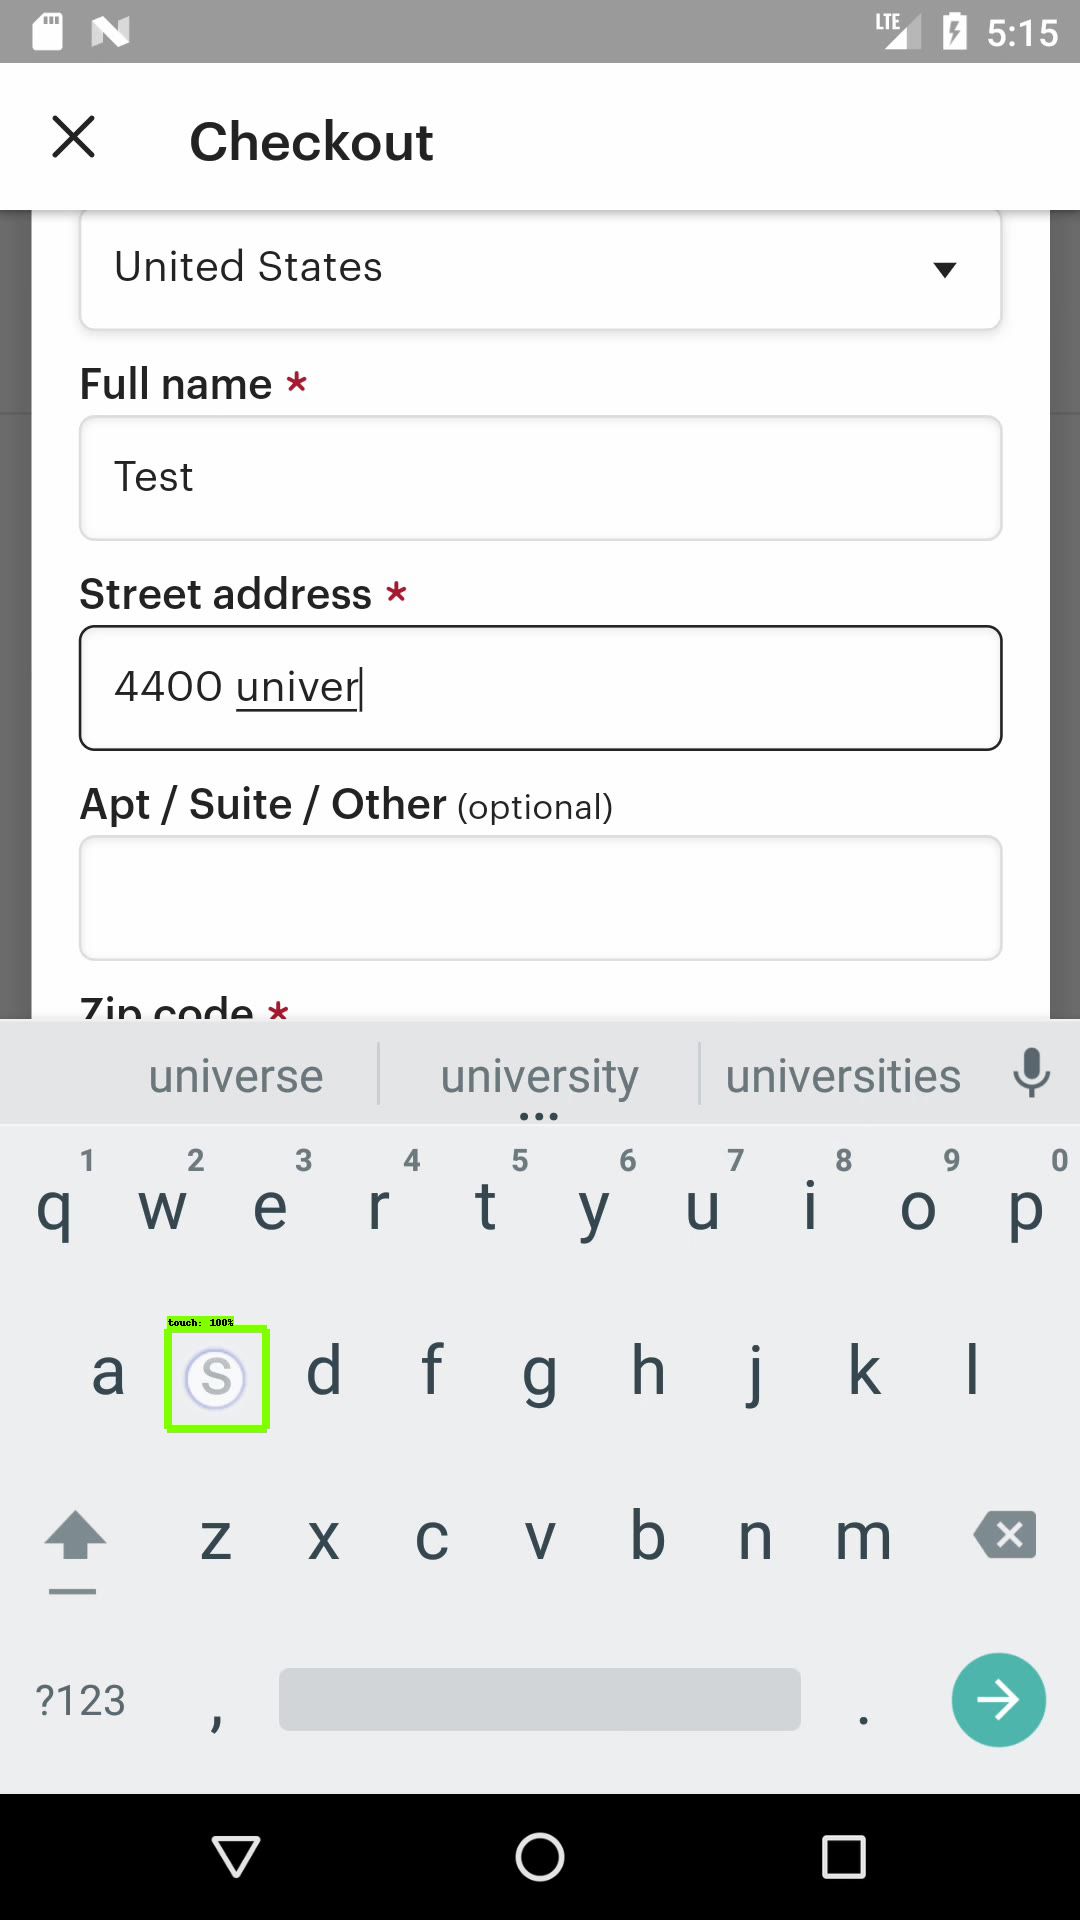 LTE 5:15
Checkout
United States
Full name *
Test
Street address *
4400 univer
Apt / Suite / Other (optional)
Zip code *
universe university universities
1 2 3 4 5 6 7 8 9 0
q w e r t y u i o p
touch: 100%
a s d f g h j k l
z x c v b n m
?123 , .